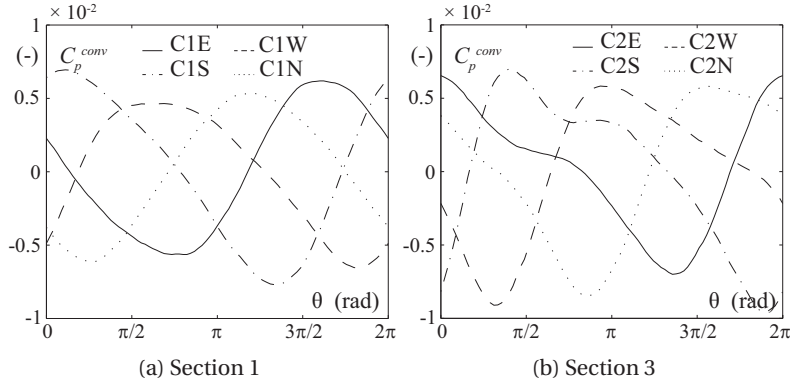 1 × 10⁻²
C_p^conv
(-)
C1E
C1W
C1S
C1N
0.5
0
-0.5
-1
θ (rad)
0 π/2 π 3π/2 2π
(a) Section 1
1 × 10⁻²
C_p^conv
(-)
C2E
C2W
C2S
C2N
0.5
0
-0.5
-1
θ (rad)
0 π/2 π 3π/2 2π
(b) Section 3